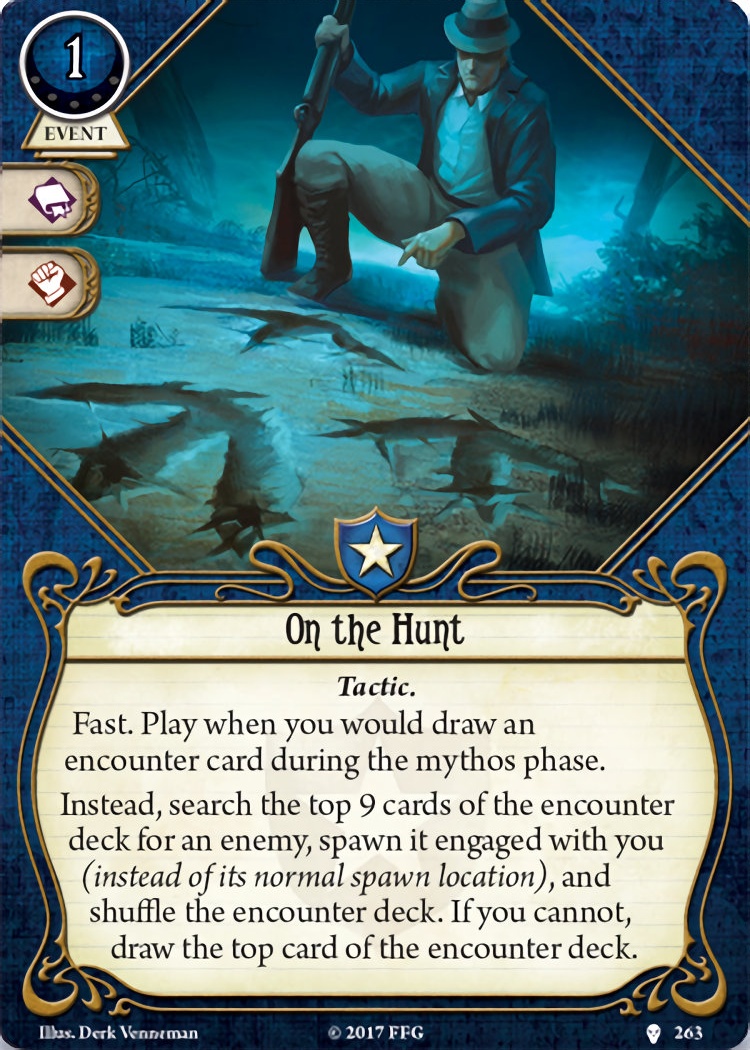 1
EVENT
On the Hunt
Tactic.
Fast. Play when you would draw an
encounter card during the mythos phase.
Instead, search the top 9 cards of the encounter
deck for an enemy, spawn it engaged with you
(instead of its normal spawn location), and
shuffle the encounter deck. If you cannot,
draw the top card of the encounter deck.
Illus. Derk Venneman
© 2017 FFG
263